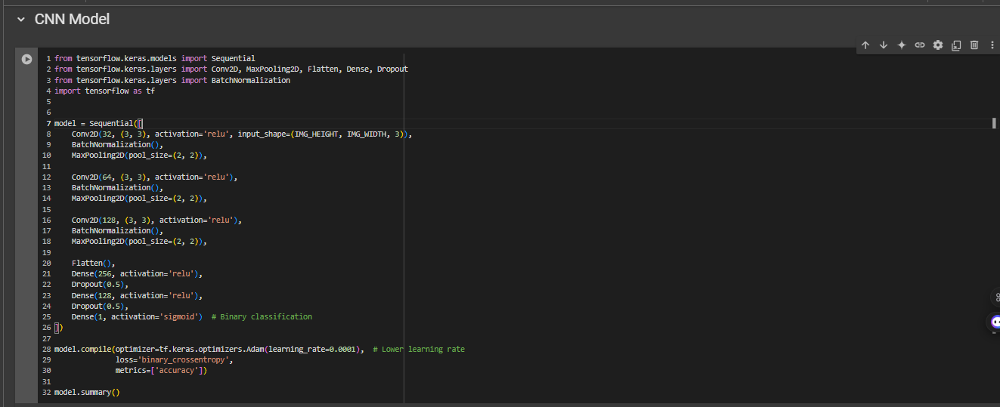 CNN Model
1 from tensorflow.keras.models import Sequential
2 from tensorflow.keras.layers import Conv2D, MaxPooling2D, Flatten, Dense, Dropout
3 from tensorflow.keras.layers import BatchNormalization
4 import tensorflow as tf
5
6
7 model = Sequential([
8     Conv2D(32, (3, 3), activation='relu', input_shape=(IMG_HEIGHT, IMG_WIDTH, 3)),
9     BatchNormalization(),
10     MaxPooling2D(pool_size=(2, 2)),
11
12     Conv2D(64, (3, 3), activation='relu'),
13     BatchNormalization(),
14     MaxPooling2D(pool_size=(2, 2)),
15
16     Conv2D(128, (3, 3), activation='relu'),
17     BatchNormalization(),
18     MaxPooling2D(pool_size=(2, 2)),
19
20     Flatten(),
21     Dense(256, activation='relu'),
22     Dropout(0.5),
23     Dense(128, activation='relu'),
24     Dropout(0.5),
25     Dense(1, activation='sigmoid')  # Binary classification
26 ])
27
28 model.compile(optimizer=tf.keras.optimizers.Adam(learning_rate=0.0001),  # Lower learning rate
29               loss='binary_crossentropy',
30               metrics=['accuracy'])
31
32 model.summary()